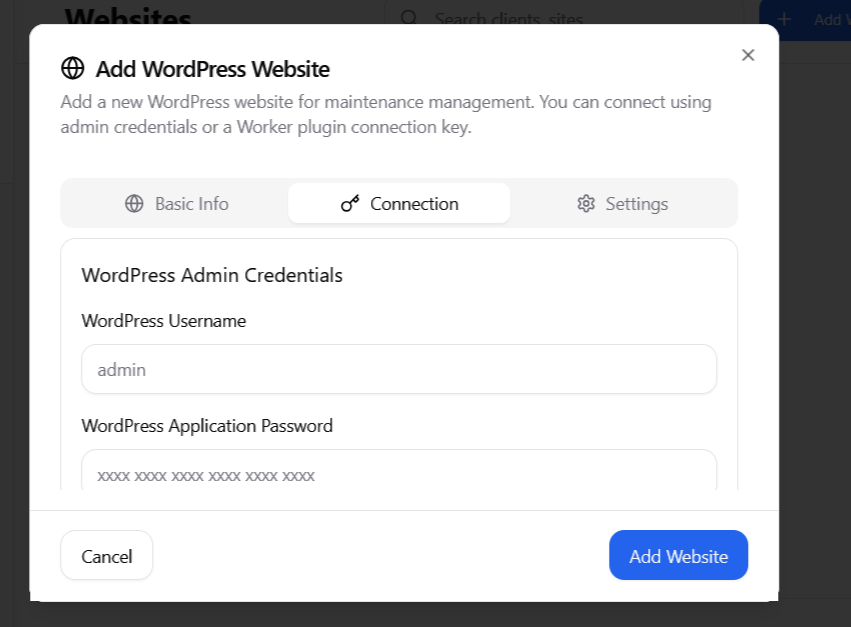 Websites
Search clients, sites
Add
Add WordPress Website
Add a new WordPress website for maintenance management. You can connect using
admin credentials or a Worker plugin connection key.
Basic Info
Connection
Settings
WordPress Admin Credentials
WordPress Username
admin
WordPress Application Password
xxxx xxxx xxxx xxxx xxxx xxxx
Cancel
Add Website